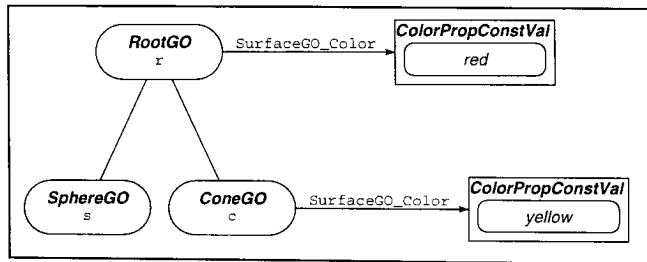 RootGO
r
SurfaceGO_Color
ColorPropConstVal
red
SphereGO
s
ConeGO
c
SurfaceGO_Color
ColorPropConstVal
yellow